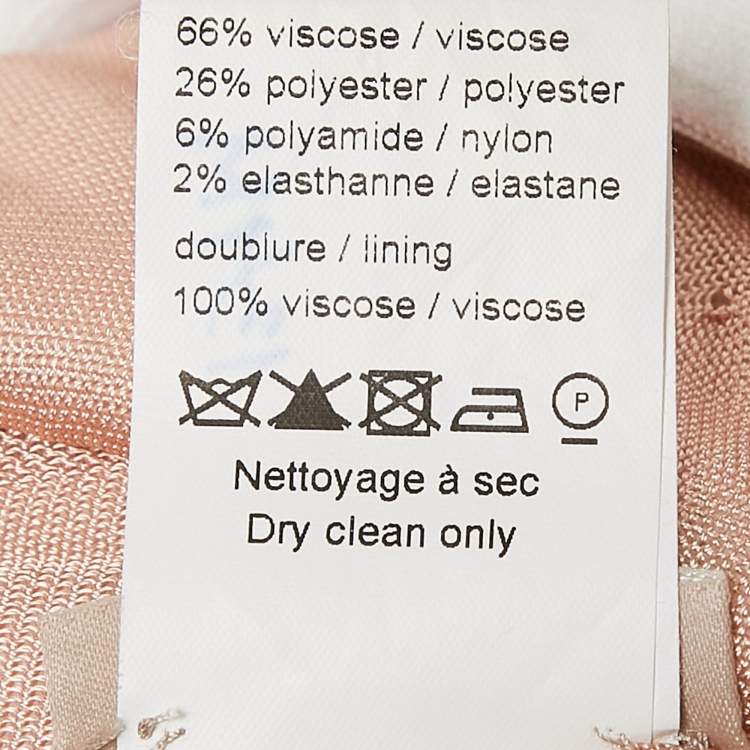 66% viscose / viscose
26% polyester / polyester
6% polyamide / nylon
2% elasthanne / elastane
doublure / lining
100% viscose / viscose
P
Nettoyage à sec
Dry clean only